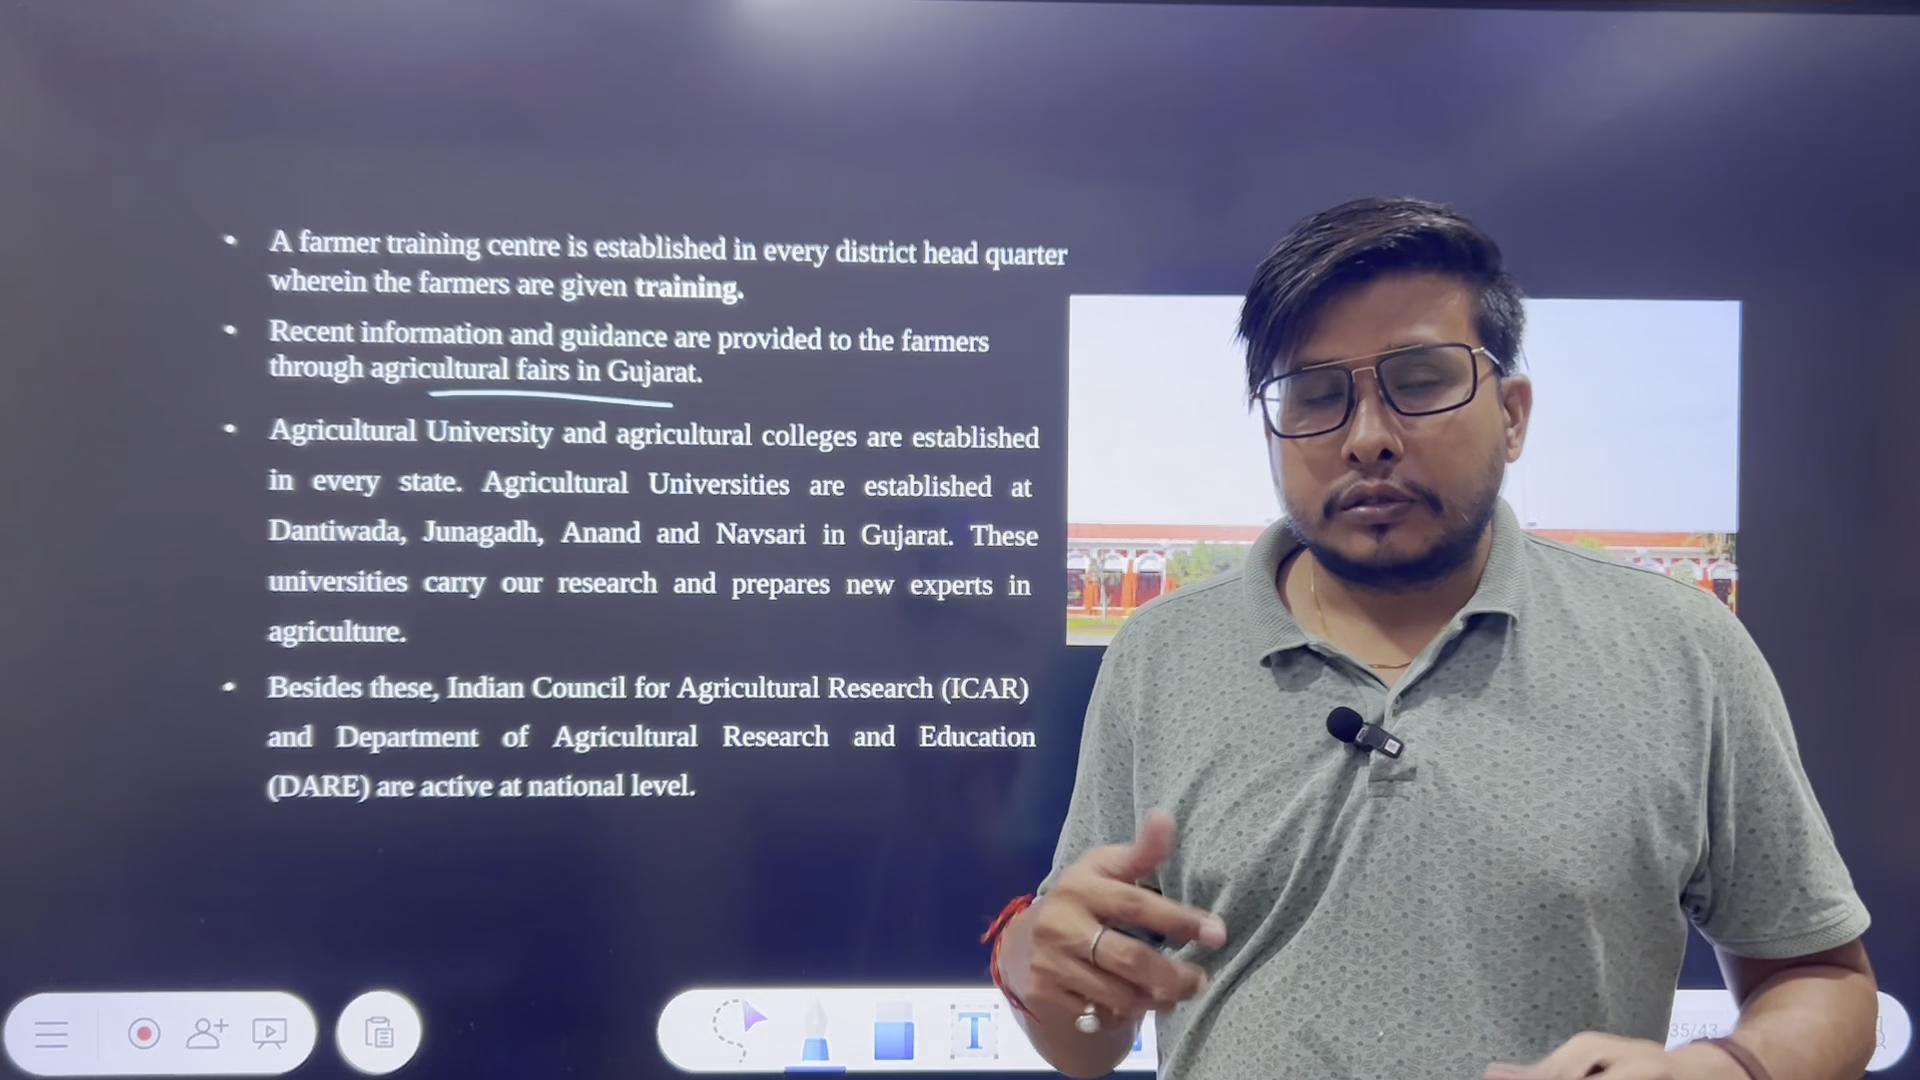 • A farmer training centre is established in every district head quarter
wherein the farmers are given training.
• Recent information and guidance are provided to the farmers
through agricultural fairs in Gujarat.
• Agricultural University and agricultural colleges are established
in every state. Agricultural Universities are established at
Dantiwada, Junagadh, Anand and Navsari in Gujarat. These
universities carry our research and prepares new experts in
agriculture.
• Besides these, Indian Council for Agricultural Research (ICAR)
and Department of Agricultural Research and Education
(DARE) are active at national level.
T
35/43